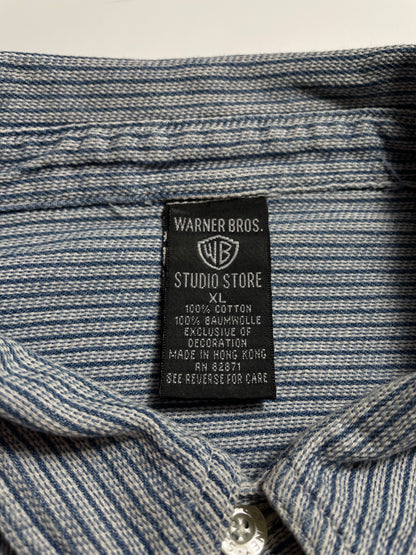 WARNER BROS.
WB
STUDIO STORE
XL
100% COTTON
100% BAUMWOLLE
EXCLUSIVE OF
DECORATION
MADE IN HONG KONG
RN 82871
SEE REVERSE FOR CARE